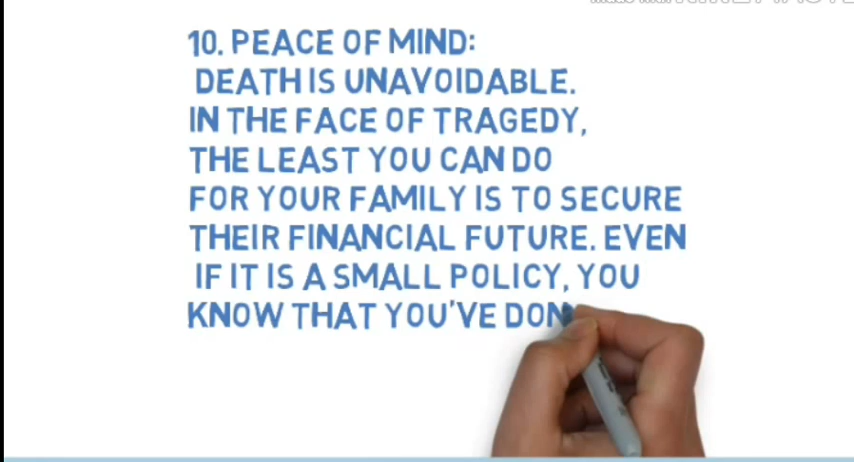 10. PEACE OF MIND:
DEATH IS UNAVOIDABLE.
IN THE FACE OF TRAGEDY,
THE LEAST YOU CAN DO
FOR YOUR FAMILY IS TO SECURE
THEIR FINANCIAL FUTURE. EVEN
IF IT IS A SMALL POLICY, YOU
KNOW THAT YOU'VE DON